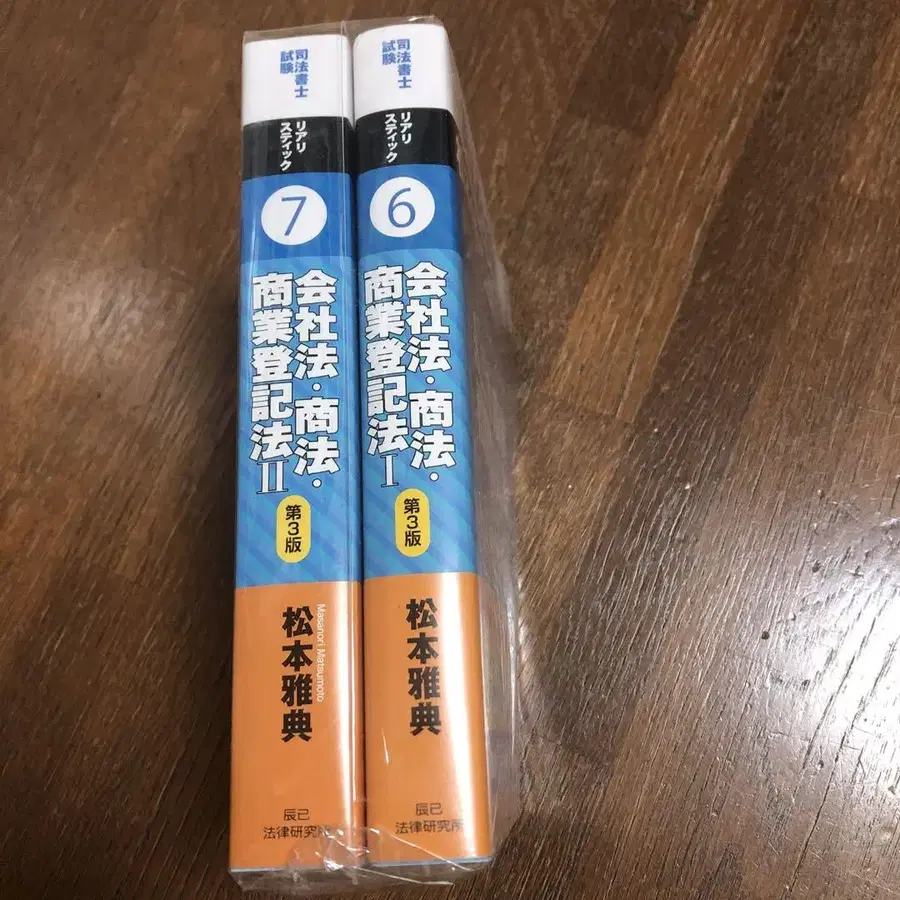 司法書士
試験
リアリ
スティック
7
会社法・商法・
商業登記法II
第3版
松本雅典
Masanori Matsumoto
辰已
法律研究所
司法書士
試験
リアリ
スティック
6
会社法・商法・
商業登記法I
第3版
松本雅典
辰已
法律研究所